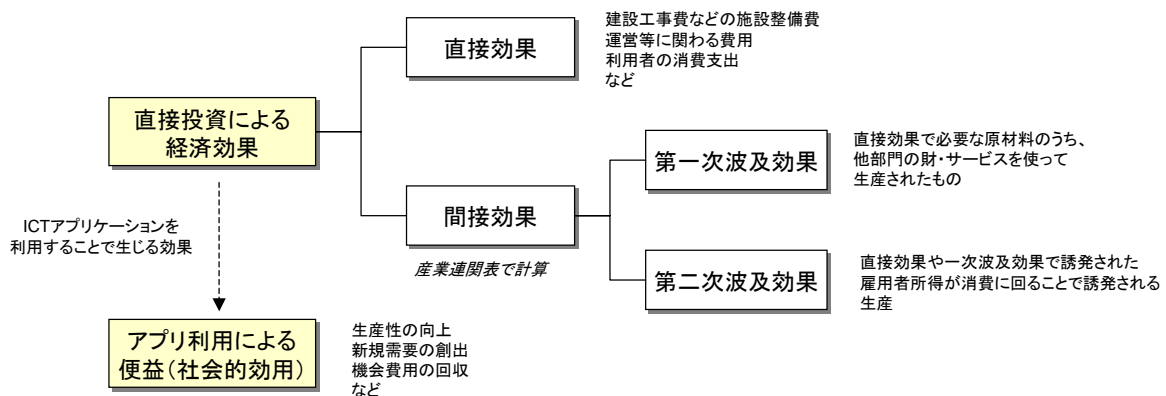 建設工事費などの施設整備費
運営等に関わる費用
利用者の消費支出
など
直接効果
直接投資による
経済効果
第一次波及効果
直接効果で必要な原材料のうち、
他部門の財・サービスを使って
生産されたもの
間接効果
産業連関表で計算
ICTアプリケーションを
利用することで生じる効果
第二次波及効果
直接効果や一次波及効果で誘発された
雇用者所得が消費に回ることで誘発される
生産
アプリ利用による
便益(社会的効用)
生産性の向上
新規需要の創出
機会費用の回収
など